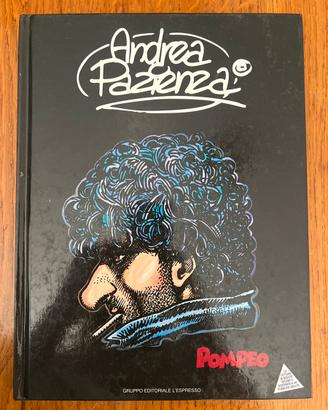 Andrea
Pazienza
POMPEO
GRUPPO EDITORIALE L'ESPRESSO